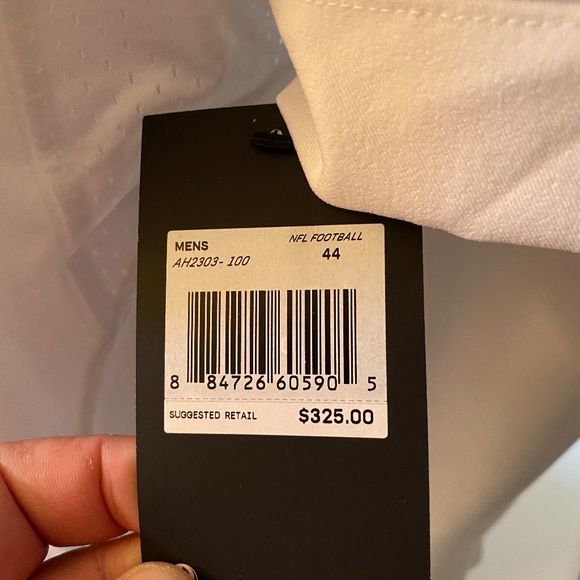 MENS NFL FOOTBALL
AH2303-100 44
8 84726 60590 5
SUGGESTED RETAIL $325.00